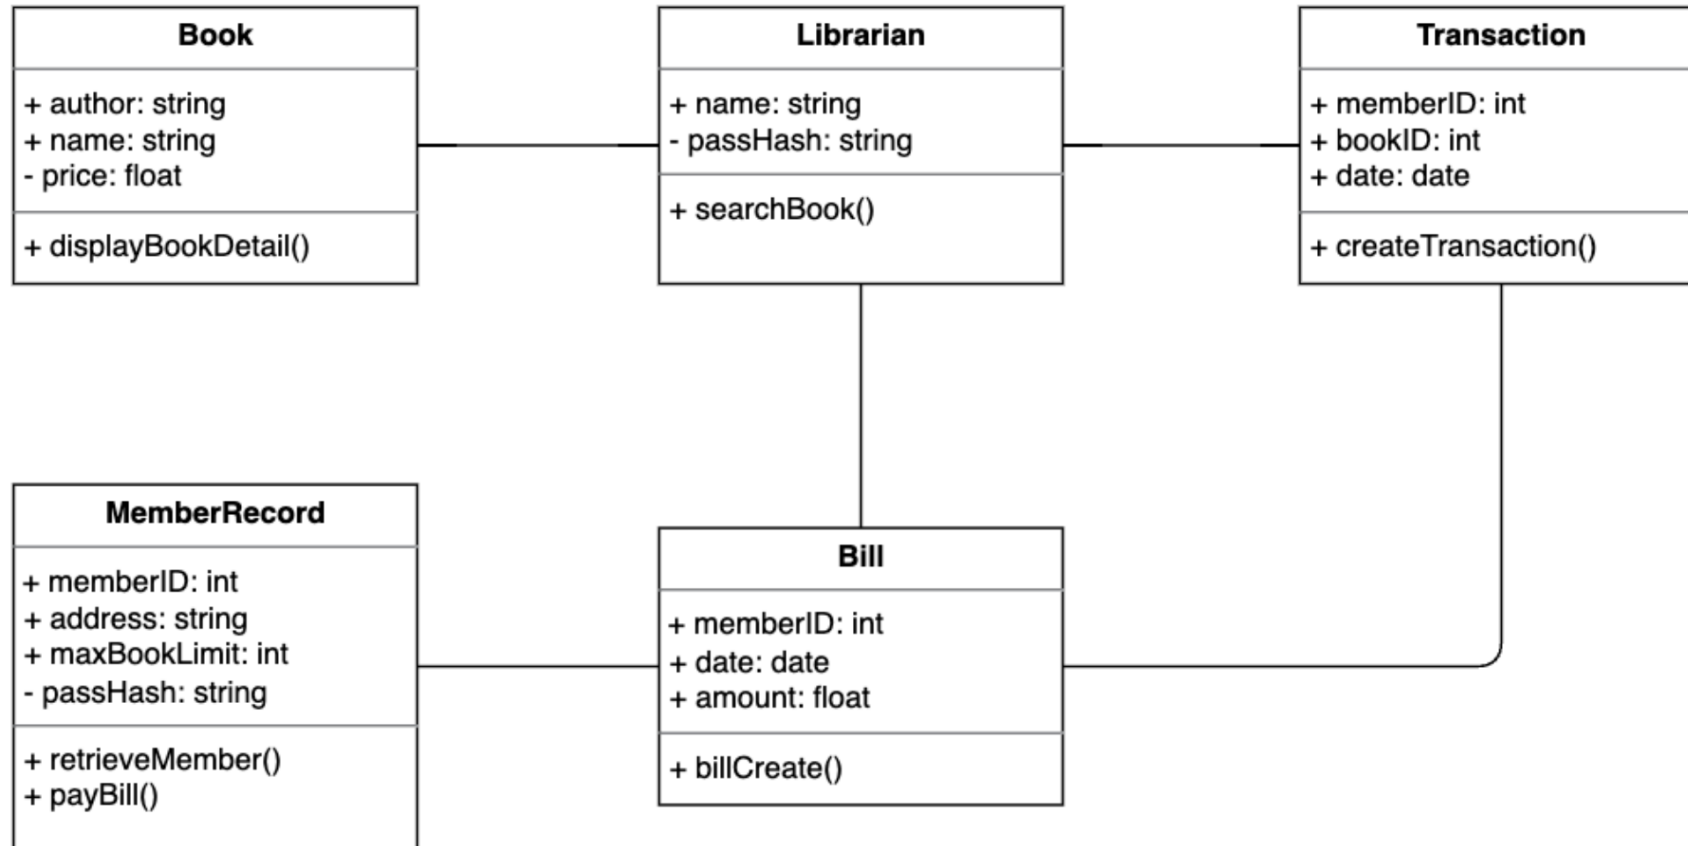 Book
+ author: string
+ name: string
- price: float
+ displayBookDetail()
Librarian
+ name: string
- passHash: string
+ searchBook()
Transaction
+ memberID: int
+ bookID: int
+ date: date
+ createTransaction()
MemberRecord
+ memberID: int
+ address: string
+ maxBookLimit: int
- passHash: string
+ retrieveMember()
+ payBill()
Bill
+ memberID: int
+ date: date
+ amount: float
+ billCreate()